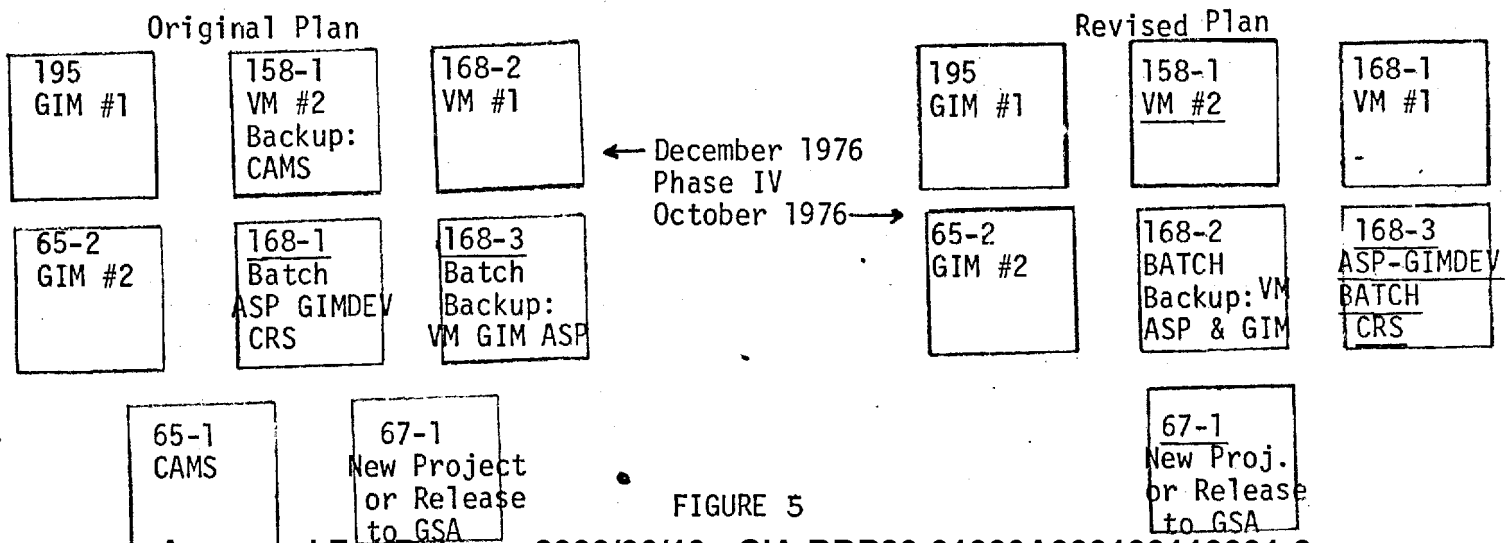 Original Plan
195
GIM #1
158-1
VM #2
Backup:
CAMS
168-2
VM #1
65-2
GIM #2
168-1
Batch
ASP GIMDEV
CRS
168-3
Batch
Backup:
VM GIM ASP
65-1
CAMS
67-1
New Project
or Release
to GSA
← December 1976
Phase IV
October 1976→
Revised Plan
195
GIM #1
158-1
VM #2
168-1
VM #1
65-2
GIM #2
168-2
BATCH
Backup: VM
ASP & GIM
168-3
ASP-GIMDEV
BATCH
CRS
67-1
New Proj.
or Release
to GSA
FIGURE 5